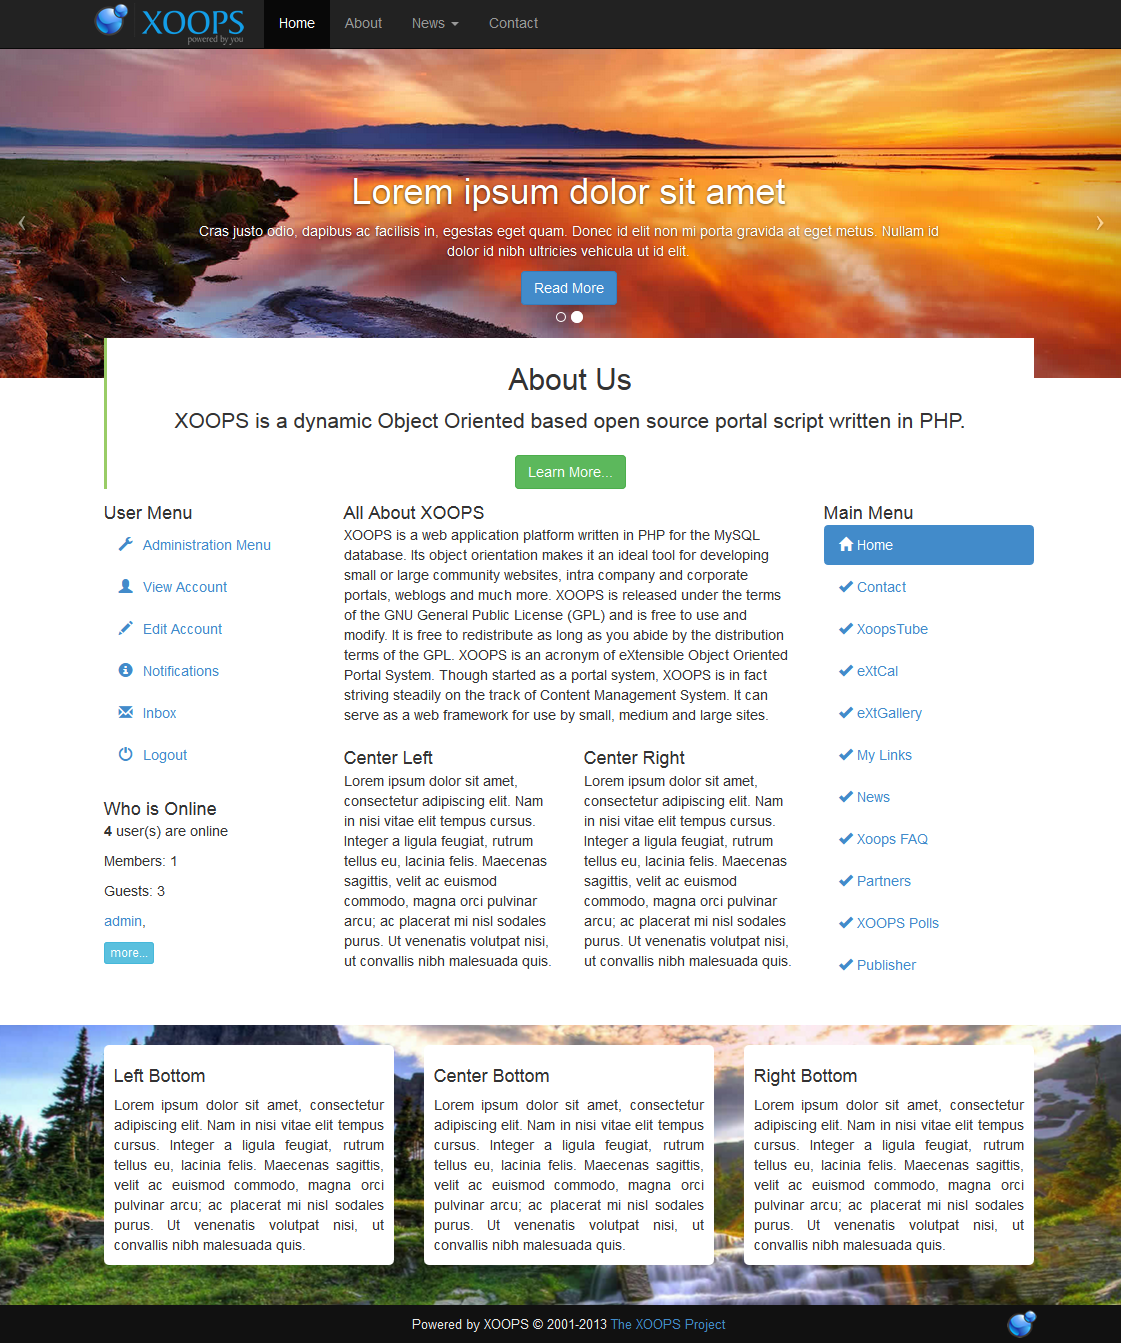 XOOPS
powered by you
Home
About
News
Contact
Lorem ipsum dolor sit amet
Cras justo odio, dapibus ac facilisis in, egestas eget quam. Donec id elit non mi porta gravida at eget metus. Nullam id
dolor id nibh ultricies vehicula ut id elit.
Read More
About Us
XOOPS is a dynamic Object Oriented based open source portal script written in PHP.
Learn More...
User Menu
Administration Menu
View Account
Edit Account
Notifications
Inbox
Logout
Who is Online
4 user(s) are online
Members: 1
Guests: 3
admin,
more...
All About XOOPS
XOOPS is a web application platform written in PHP for the MySQL
database. Its object orientation makes it an ideal tool for developing
small or large community websites, intra company and corporate
portals, weblogs and much more. XOOPS is released under the terms
of the GNU General Public License (GPL) and is free to use and
modify. It is free to redistribute as long as you abide by the distribution
terms of the GPL. XOOPS is an acronym of eXtensible Object Oriented
Portal System. Though started as a portal system, XOOPS is in fact
striving steadily on the track of Content Management System. It can
serve as a web framework for use by small, medium and large sites.
Center Left
Lorem ipsum dolor sit amet,
consectetur adipiscing elit. Nam
in nisi vitae elit tempus cursus.
Integer a ligula feugiat, rutrum
tellus eu, lacinia felis. Maecenas
sagittis, velit ac euismod
commodo, magna orci pulvinar
arcu; ac placerat mi nisl sodales
purus. Ut venenatis volutpat nisi,
ut convallis nibh malesuada quis.
Center Right
Lorem ipsum dolor sit amet,
consectetur adipiscing elit. Nam
in nisi vitae elit tempus cursus.
Integer a ligula feugiat, rutrum
tellus eu, lacinia felis. Maecenas
sagittis, velit ac euismod
commodo, magna orci pulvinar
arcu; ac placerat mi nisl sodales
purus. Ut venenatis volutpat nisi,
ut convallis nibh malesuada quis.
Main Menu
Home
Contact
XoopsTube
eXtCal
eXtGallery
My Links
News
Xoops FAQ
Partners
XOOPS Polls
Publisher
Left Bottom
Lorem ipsum dolor sit amet, consectetur
adipiscing elit. Nam in nisi vitae elit tempus
cursus. Integer a ligula feugiat, rutrum
tellus eu, lacinia felis. Maecenas sagittis,
velit ac euismod commodo, magna orci
pulvinar arcu; ac placerat mi nisl sodales
purus. Ut venenatis volutpat nisi, ut
convallis nibh malesuada quis.
Center Bottom
Lorem ipsum dolor sit amet, consectetur
adipiscing elit. Nam in nisi vitae elit tempus
cursus. Integer a ligula feugiat, rutrum
tellus eu, lacinia felis. Maecenas sagittis,
velit ac euismod commodo, magna orci
pulvinar arcu; ac placerat mi nisl sodales
purus. Ut venenatis volutpat nisi, ut
convallis nibh malesuada quis.
Right Bottom
Lorem ipsum dolor sit amet, consectetur
adipiscing elit. Nam in nisi vitae elit tempus
cursus. Integer a ligula feugiat, rutrum
tellus eu, lacinia felis. Maecenas sagittis,
velit ac euismod commodo, magna orci
pulvinar arcu; ac placerat mi nisl sodales
purus. Ut venenatis volutpat nisi, ut
convallis nibh malesuada quis.
Powered by XOOPS © 2001-2013 The XOOPS Project